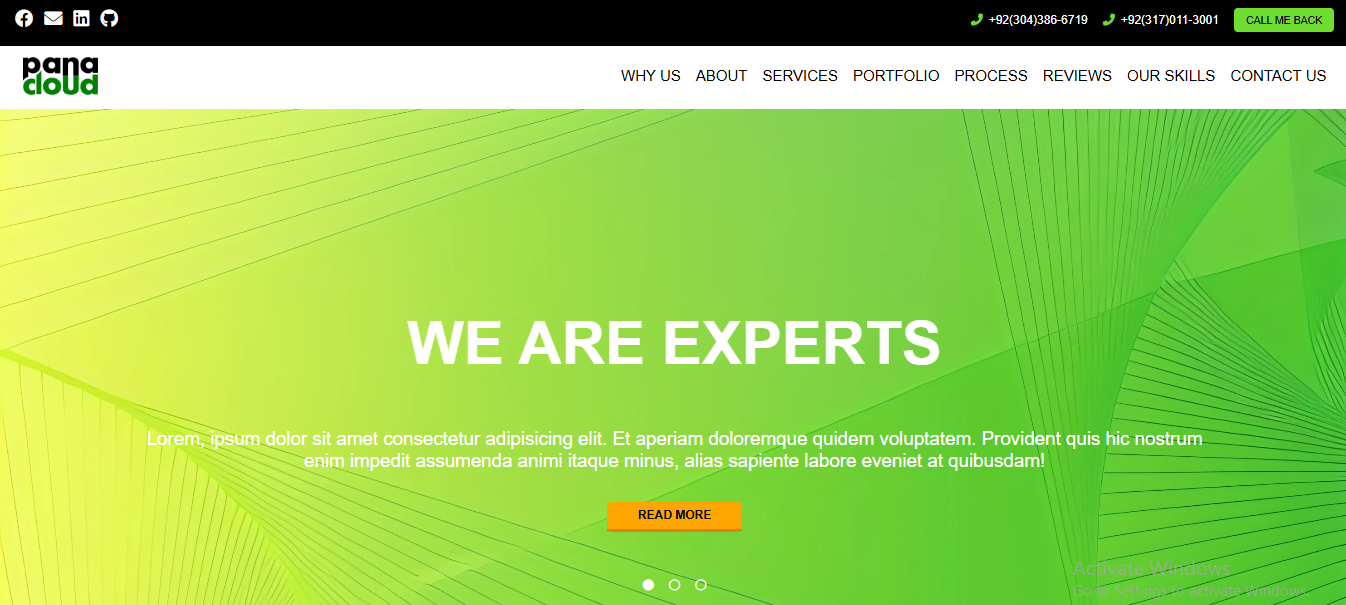 +92(304)386-6719 +92(317)011-3001 CALL ME BACK
pana
cloud
WHY US ABOUT SERVICES PORTFOLIO PROCESS REVIEWS OUR SKILLS CONTACT US
WE ARE EXPERTS
Lorem, ipsum dolor sit amet consectetur adipisicing elit. Et aperiam doloremque quidem voluptatem. Provident quis hic nostrum
enim impedit assumenda animi itaque minus, alias sapiente labore eveniet at quibusdam!
READ MORE
Activate Windows
Go to Settings to activate Windows.